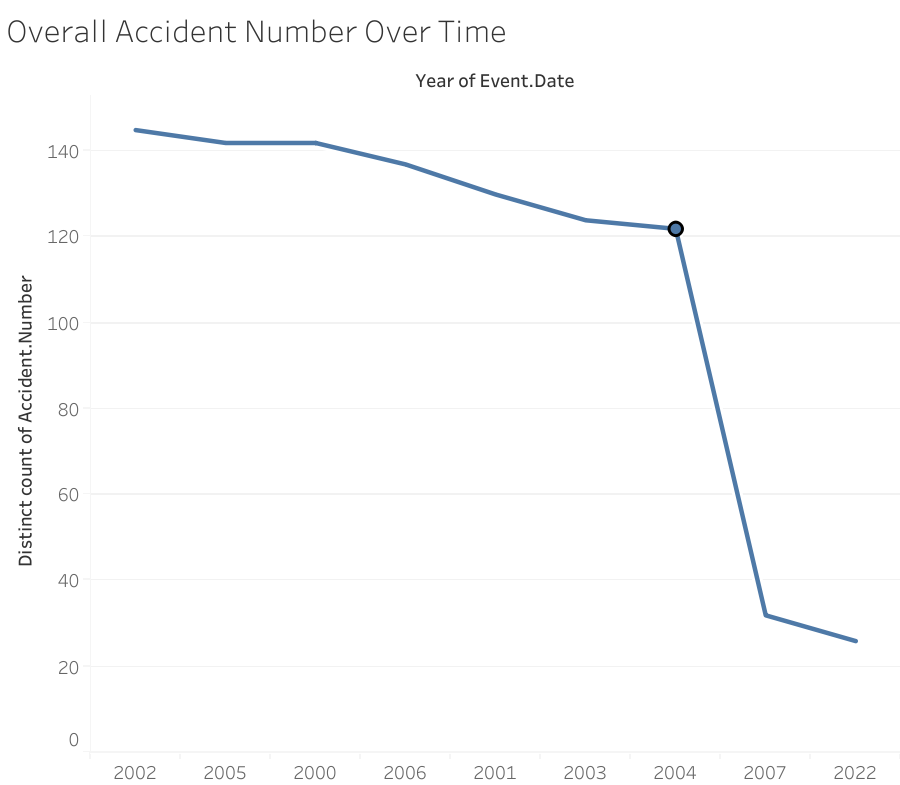 Overall Accident Number Over Time
Year of Event.Date
Distinct count of Accident.Number
140
120
100
80
60
40
20
0
2002 2005 2000 2006 2001 2003 2004 2007 2022